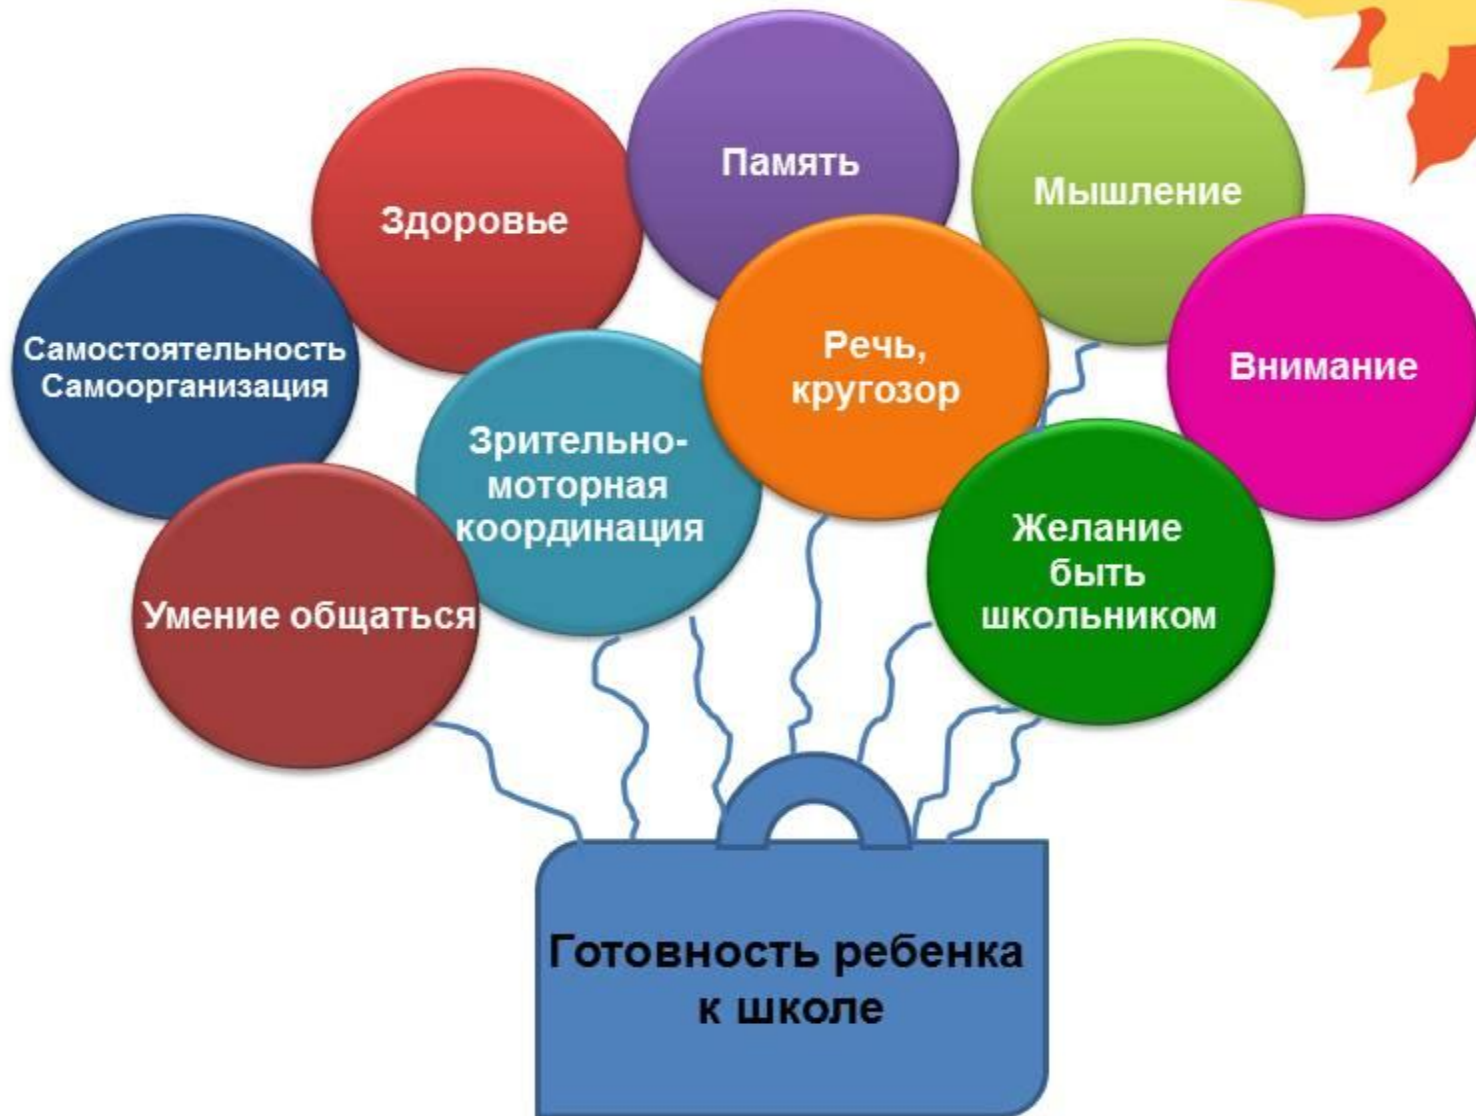 Память
Мышление
Здоровье
Самостоятельность
Самоорганизация
Речь,
кругозор
Внимание
Зрительно-
моторная
координация
Желание
быть
школьником
Умение общаться
Готовность ребенка
к школе